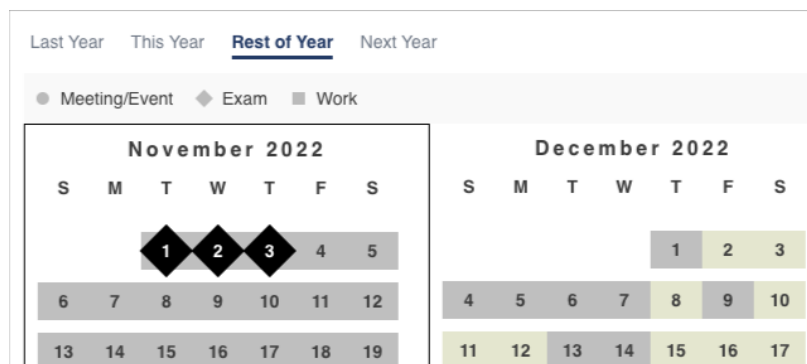 Last Year This Year Rest of Year Next Year
Meeting/Event Exam Work
November 2022
S M T W T F S
1 2 3 4 5
6 7 8 9 10 11 12
13 14 15 16 17 18 19
December 2022
S M T W T F S
1 2 3
4 5 6 7 8 9 10
11 12 13 14 15 16 17